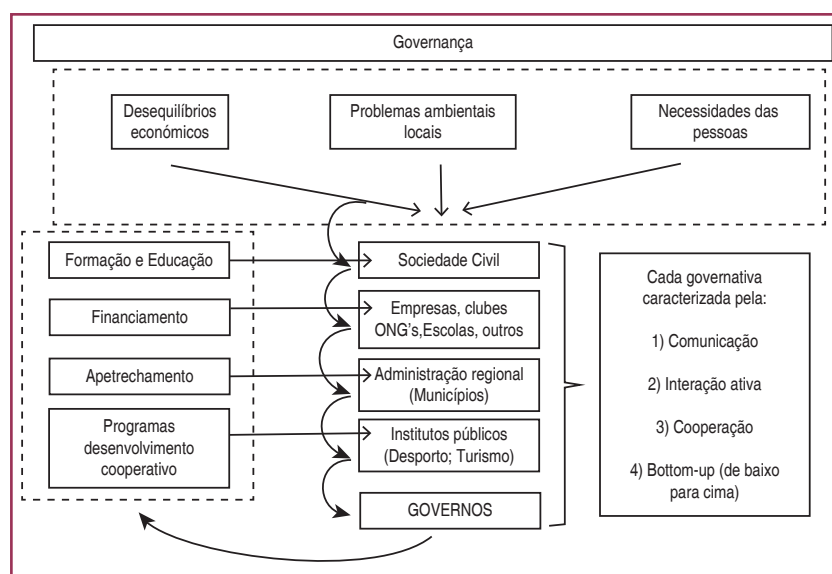 Governança
Desequilíbrios
económicos
Problemas ambientais
locais
Necessidades das
pessoas
Formação e Educação
Financiamento
Apetrechamento
Programas
desenvolvimento
cooperativo
Sociedade Civil
Empresas, clubes
ONG's,Escolas, outros
Administração regional
(Municípios)
Institutos públicos
(Desporto; Turismo)
GOVERNOS
Cada governativa
caracterizada pela:
1) Comunicação
2) Interação ativa
3) Cooperação
4) Bottom-up (de baixo
para cima)